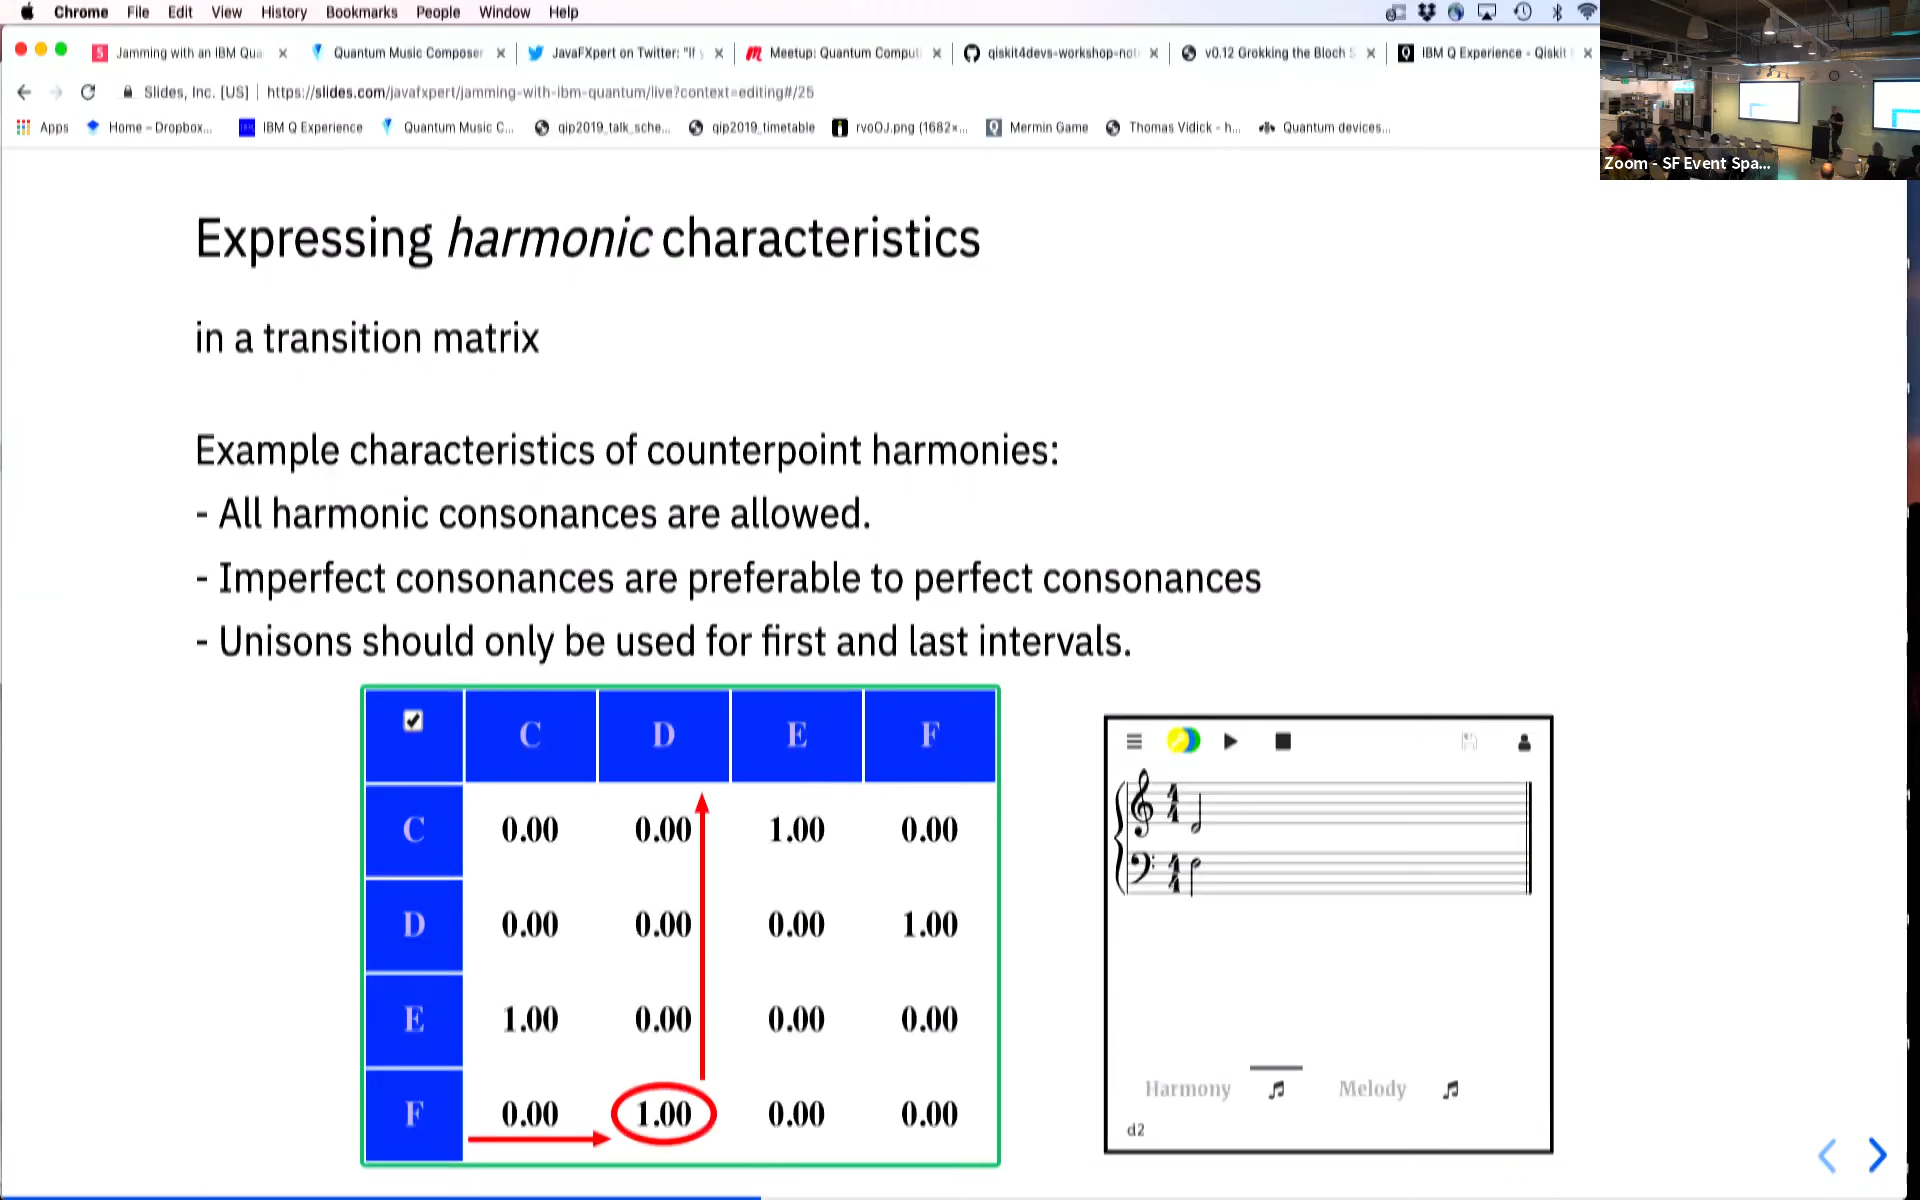 Chrome File Edit View History Bookmarks People Window Help
Jamming with an IBM Qua
Quantum Music Composer
JavaFXpert on Twitter: "If y
Meetup: Quantum Computi
qiskit4devs-workshop-not
v0.12 Grokking the Bloch S
IBM Q Experience - Qiskit
Slides, Inc. [US] https://slides.com/javafxpert/jamming-with-ibm-quantum/live?context=editing#/25
Apps Home – Dropbox... IBM Q Experience Quantum Music C... qip2019_talk_sche... qip2019_timetable rvoOJ.png (1682×... Mermin Game Thomas Vidick - h... Quantum devices...
Zoom - SF Event Spa...
Expressing harmonic characteristics
in a transition matrix
Example characteristics of counterpoint harmonies:
- All harmonic consonances are allowed.
- Imperfect consonances are preferable to perfect consonances
- Unisons should only be used for first and last intervals.
C D E F
C 0.00 0.00 1.00 0.00
D 0.00 0.00 0.00 1.00
E 1.00 0.00 0.00 0.00
F 0.00 1.00 0.00 0.00
4
4
4
4
Harmony Melody
d2